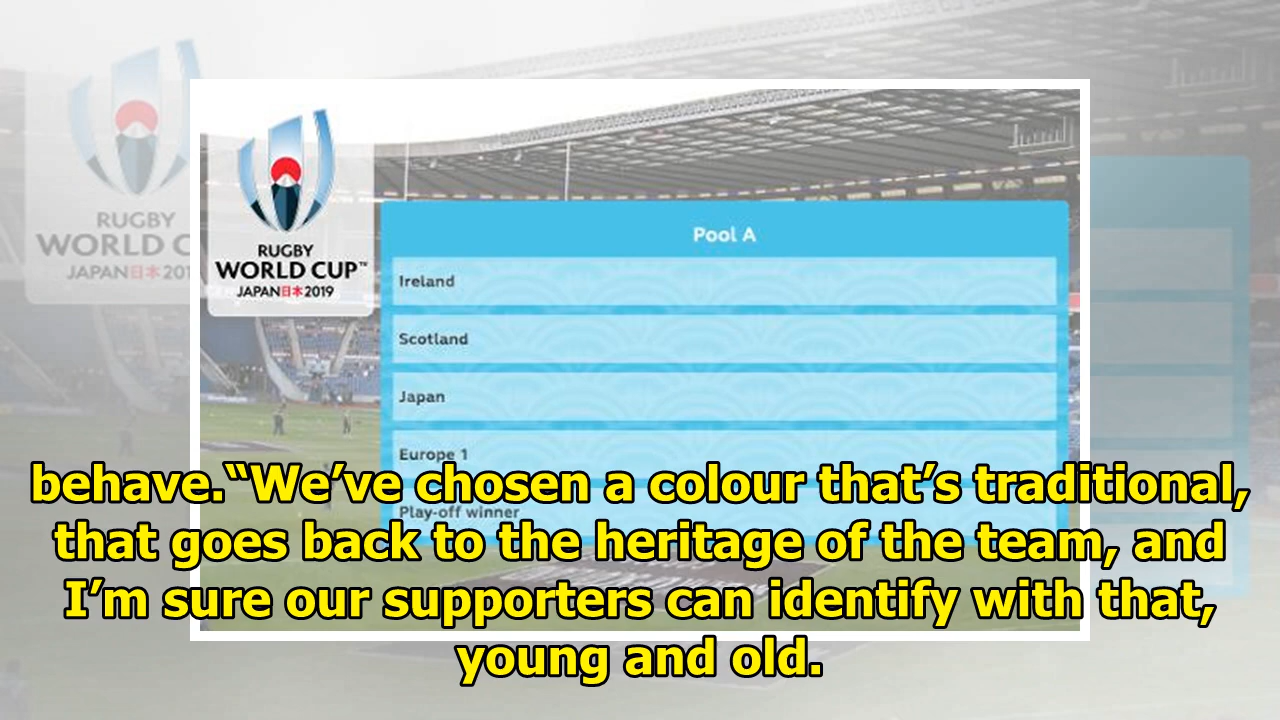 RUGBY
WORLD C
JAPAN日本201
RUGBY
WORLD CUP™
JAPAN日本2019
Pool A
Ireland
Scotland
Japan
Europe 1
Play-off winner
behave.“We’ve chosen a colour that’s traditional,
that goes back to the heritage of the team, and
I’m sure our supporters can identify with that,
young and old.